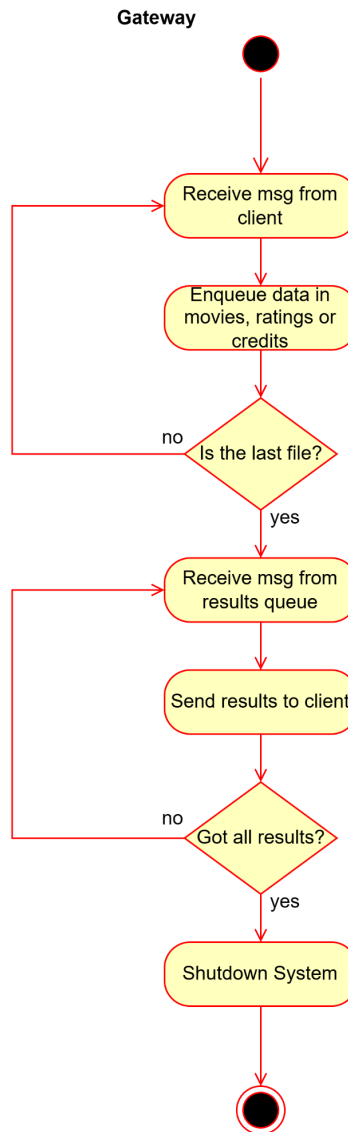 Gateway
Receive msg from
client
Enqueue data in
movies, ratings or
credits
no
Is the last file?
yes
Receive msg from
results queue
Send results to client
no
Got all results?
yes
Shutdown System